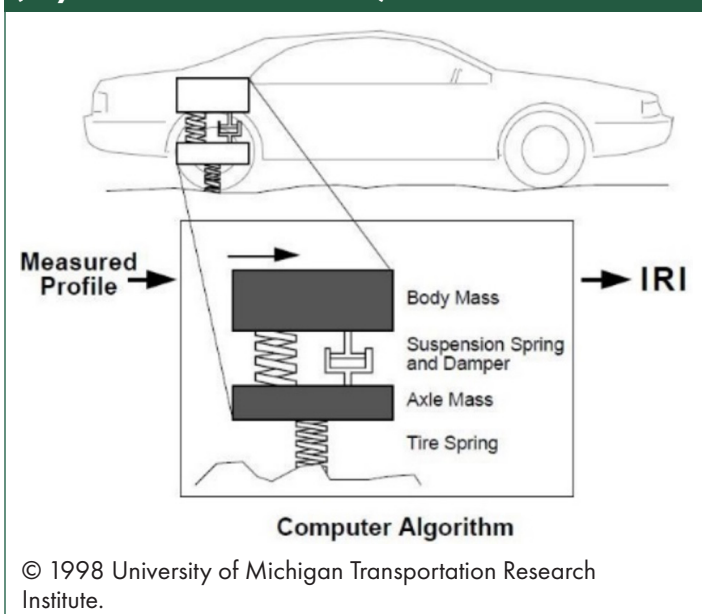 Measured
Profile
IRI
Body Mass
Suspension Spring
and Damper
Axle Mass
Tire Spring
Computer Algorithm
© 1998 University of Michigan Transportation Research
Institute.